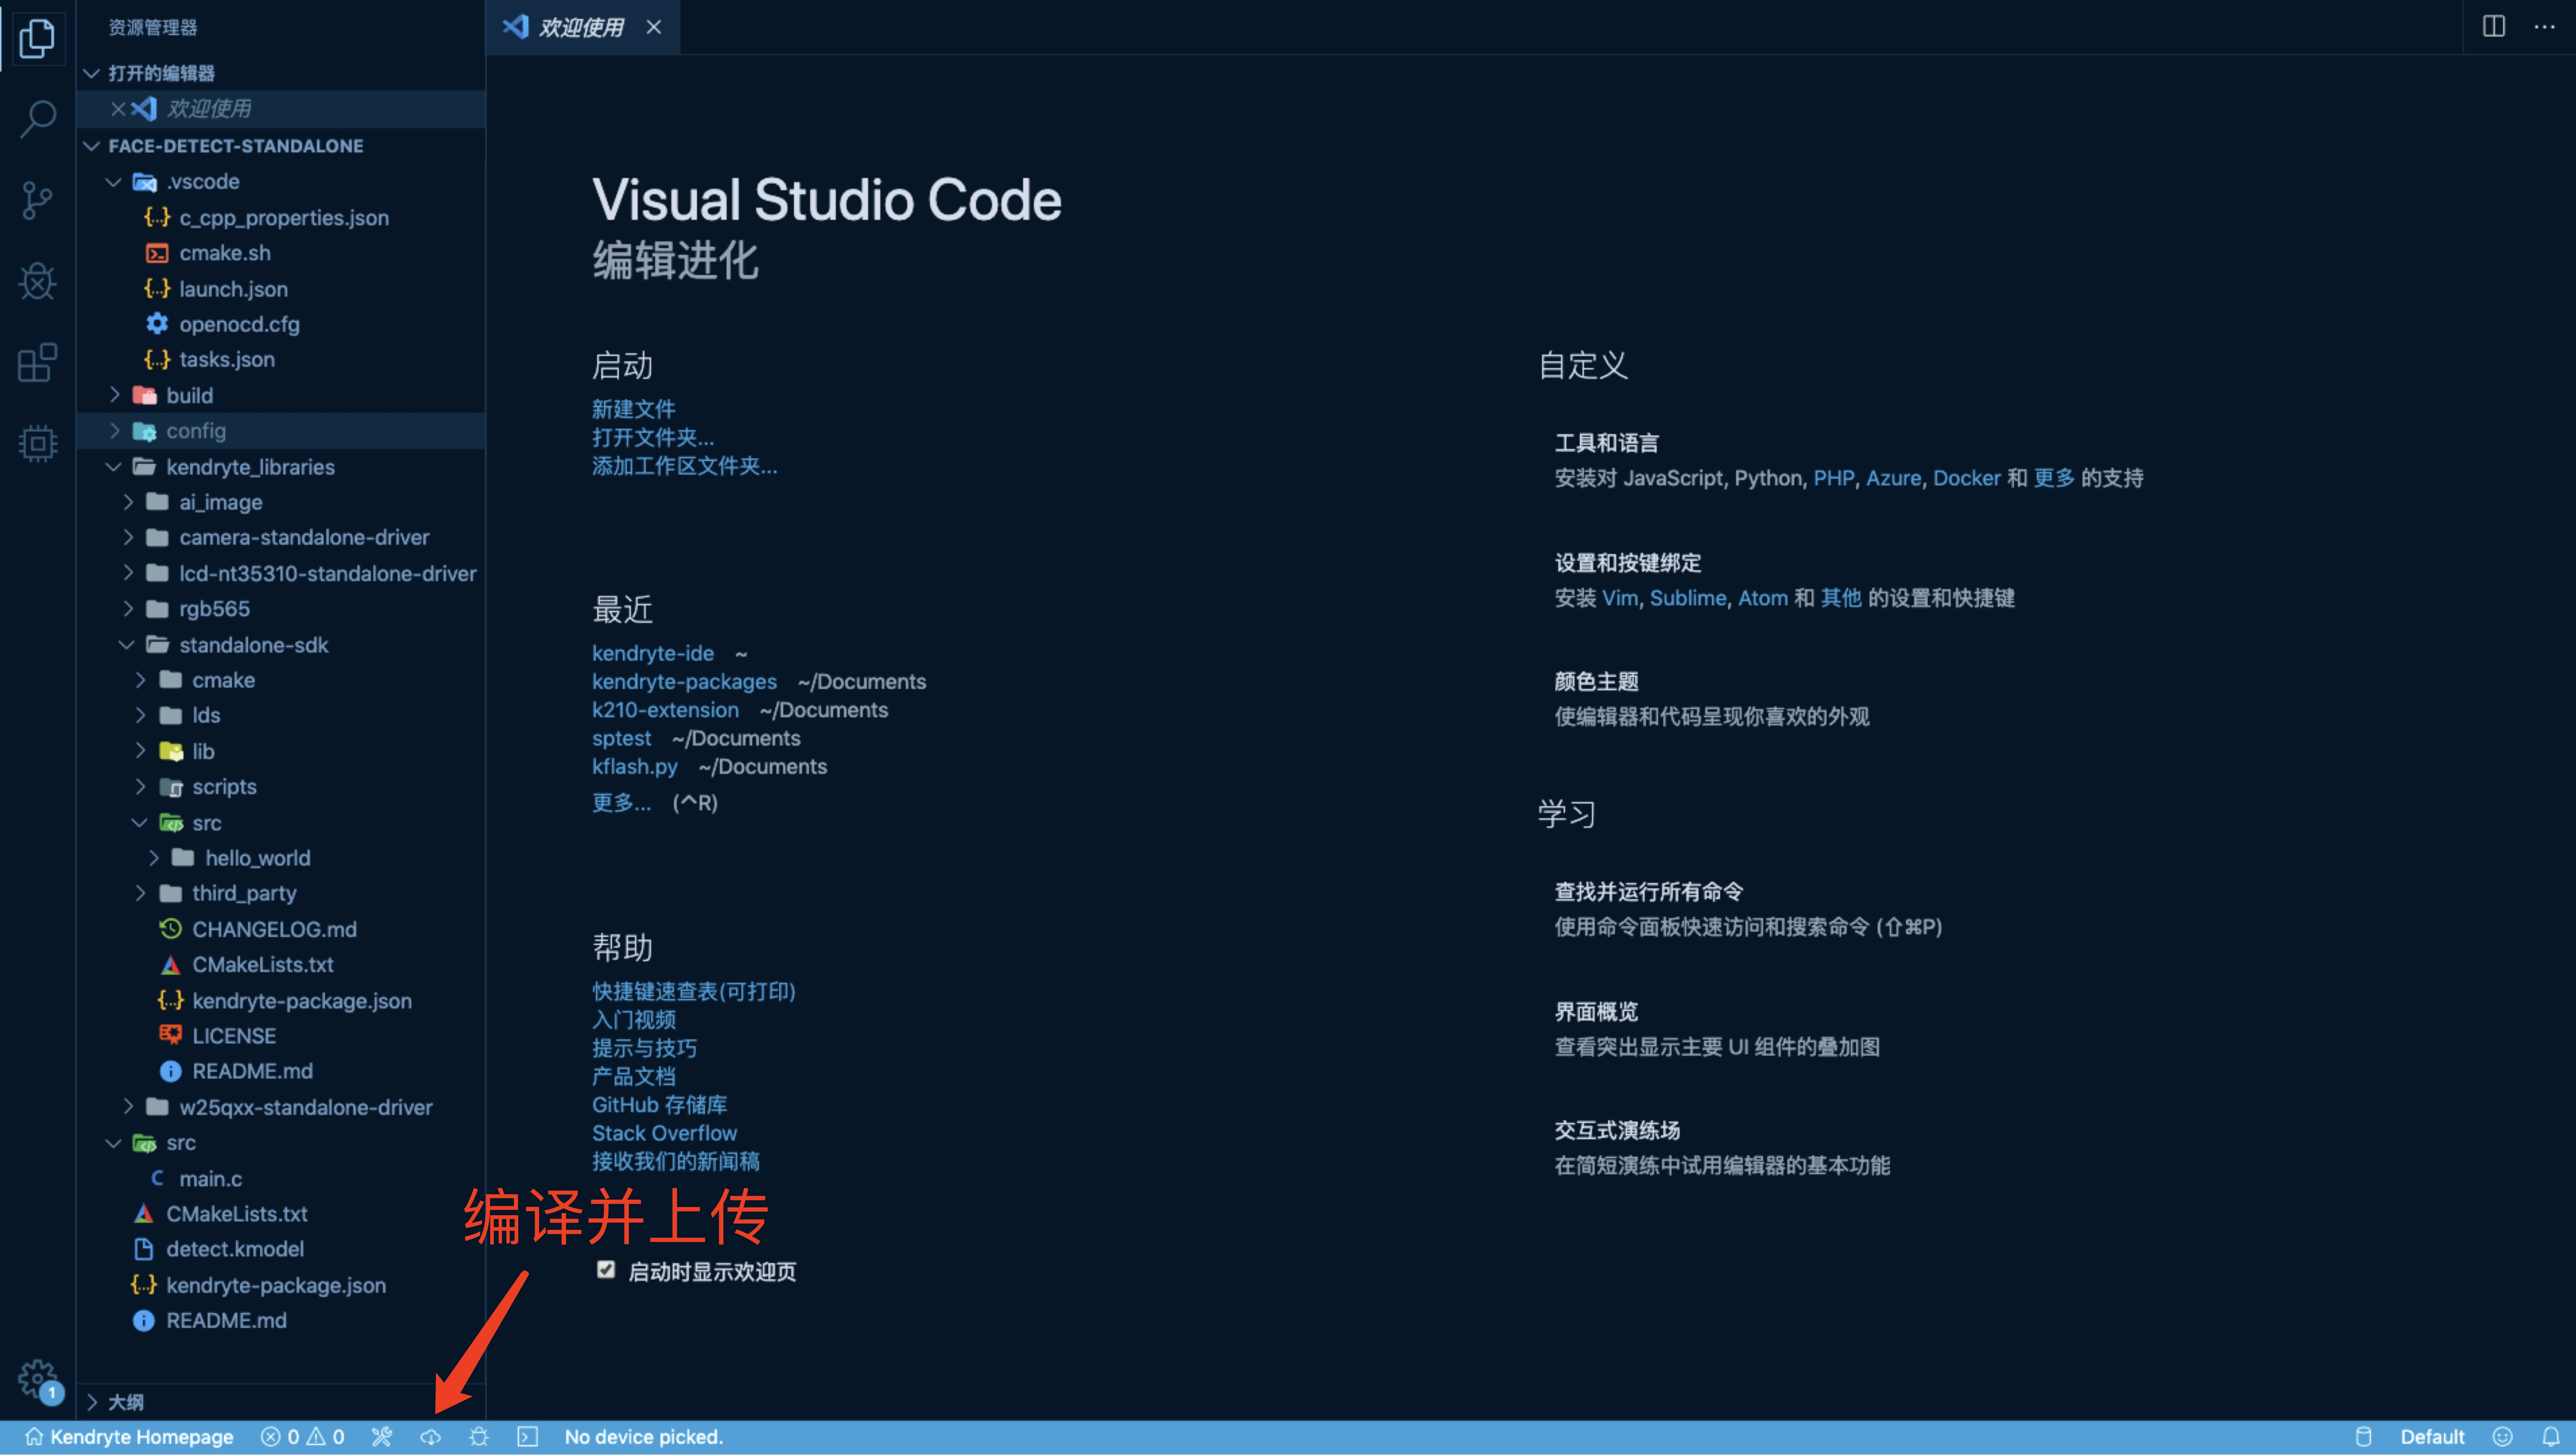 资源管理器
打开的编辑器
欢迎使用
FACE-DETECT-STANDALONE
.vscode
c_cpp_properties.json
cmake.sh
launch.json
openocd.cfg
tasks.json
build
config
kendryte_libraries
ai_image
camera-standalone-driver
lcd-nt35310-standalone-driver
rgb565
standalone-sdk
cmake
lds
lib
scripts
src
hello_world
third_party
CHANGELOG.md
CMakeLists.txt
kendryte-package.json
LICENSE
README.md
w25qxx-standalone-driver
src
main.c
CMakeLists.txt
detect.kmodel
kendryte-package.json
README.md
大纲
欢迎使用
Visual Studio Code
编辑进化
启动
新建文件
打开文件夹...
添加工作区文件夹...
最近
kendryte-ide ~
kendryte-packages ~/Documents
k210-extension ~/Documents
sptest ~/Documents
kflash.py ~/Documents
更多... (^R)
帮助
快捷键速查表(可打印)
入门视频
提示与技巧
产品文档
GitHub 存储库
Stack Overflow
接收我们的新闻稿
编译并上传
启动时显示欢迎页
自定义
工具和语言
安装对 JavaScript, Python, PHP, Azure, Docker 和 更多 的支持
设置和按键绑定
安装 Vim, Sublime, Atom 和 其他 的设置和快捷键
颜色主题
使编辑器和代码呈现你喜欢的外观
学习
查找并运行所有命令
使用命令面板快速访问和搜索命令 (⇧⌘P)
界面概览
查看突出显示主要 UI 组件的叠加图
交互式演练场
在简短演练中试用编辑器的基本功能
1
Kendryte Homepage 0 0 No device picked. Default